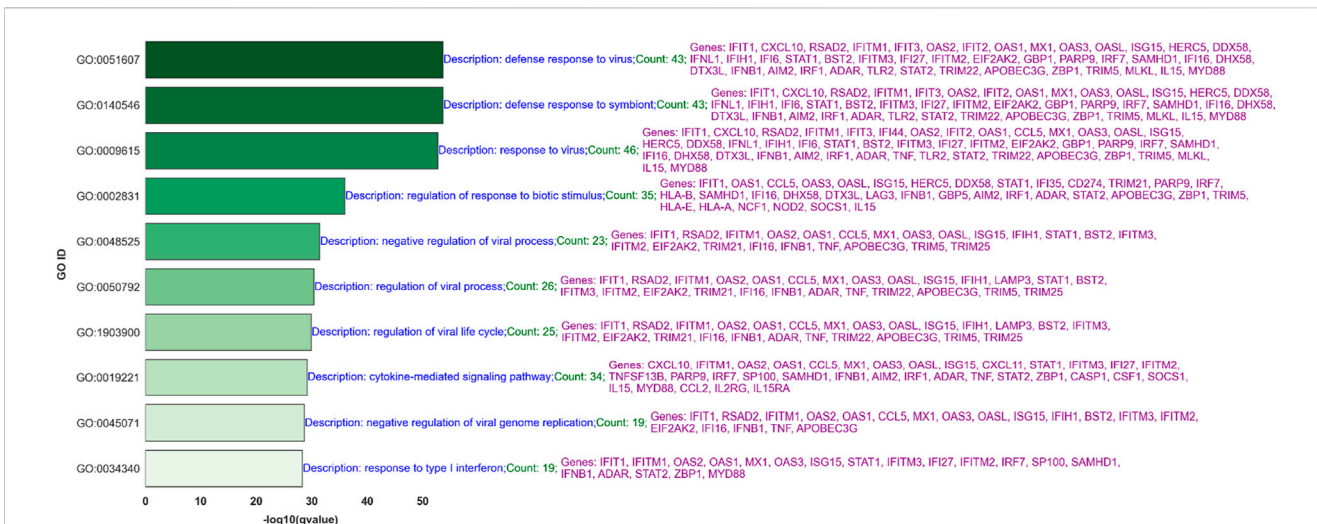 Genes: IFIT1, CXCL10, RSAD2, IFITM1, IFIT3, OAS2, IFIT2, OAS1, MX1, OAS3, OASL, ISG15, HERC5, DDX58,
GO:0051607 Description: defense response to virus;Count: 43; IFNL1, IFIH1, IFI6, STAT1, BST2, IFITM3, IFI27, IFITM2, EIF2AK2, GBP1, PARP9, IRF7, SAMHD1, IFI16, DHX58,
DTX3L, IFNB1, AIM2, IRF1, ADAR, TLR2, STAT2, TRIM22, APOBEC3G, ZBP1, TRIM5, MLKL, IL15, MYD88
Genes: IFIT1, CXCL10, RSAD2, IFITM1, IFIT3, OAS2, IFIT2, OAS1, MX1, OAS3, OASL, ISG15, HERC5, DDX58,
GO:0140546 Description: defense response to symbiont;Count: 43; IFNL1, IFIH1, IFI6, STAT1, BST2, IFITM3, IFI27, IFITM2, EIF2AK2, GBP1, PARP9, IRF7, SAMHD1, IFI16, DHX58,
DTX3L, IFNB1, AIM2, IRF1, ADAR, TLR2, STAT2, TRIM22, APOBEC3G, ZBP1, TRIM5, MLKL, IL15, MYD88
Genes: IFIT1, CXCL10, RSAD2, IFITM1, IFIT3, IFI44, OAS2, IFIT2, OAS1, CCL5, MX1, OAS3, OASL, ISG15,
GO:0009615 Description: response to virus;Count: 46; HERC5, DDX58, IFNL1, IFIH1, IFI6, STAT1, BST2, IFITM3, IFI27, IFITM2, EIF2AK2, GBP1, PARP9, IRF7, SAMHD1,
IFI16, DHX58, DTX3L, IFNB1, AIM2, IRF1, ADAR, TNF, TLR2, STAT2, TRIM22, APOBEC3G, ZBP1, TRIM5, MLKL,
IL15, MYD88
Genes: IFIT1, OAS1, CCL5, OAS3, OASL, ISG15, HERC5, DDX58, STAT1, IFI35, CD274, TRIM21, PARP9, IRF7,
GO:0002831 Description: regulation of response to biotic stimulus;Count: 35; HLA-B, SAMHD1, IFI16, DHX58, DTX3L, LAG3, IFNB1, GBP5, AIM2, IRF1, ADAR, STAT2, APOBEC3G, ZBP1, TRIM5,
HLA-E, HLA-A, NCF1, NOD2, SOCS1, IL15
GO:0048525 Description: negative regulation of viral process;Count: 23; Genes: IFIT1, RSAD2, IFITM1, OAS2, OAS1, CCL5, MX1, OAS3, OASL, ISG15, IFIH1, STAT1, BST2, IFITM3,
IFITM2, EIF2AK2, TRIM21, IFI16, IFNB1, TNF, APOBEC3G, TRIM5, TRIM25
GO:0050792 Description: regulation of viral process;Count: 26; Genes: IFIT1, RSAD2, IFITM1, OAS2, OAS1, CCL5, MX1, OAS3, OASL, ISG15, IFIH1, LAMP3, STAT1, BST2,
IFITM3, IFITM2, EIF2AK2, TRIM21, IFI16, IFNB1, ADAR, TNF, TRIM22, APOBEC3G, TRIM5, TRIM25
GO:1903900 Description: regulation of viral life cycle;Count: 25; Genes: IFIT1, RSAD2, IFITM1, OAS2, OAS1, CCL5, MX1, OAS3, OASL, ISG15, IFIH1, LAMP3, BST2, IFITM3,
IFITM2, EIF2AK2, TRIM21, IFI16, IFNB1, ADAR, TNF, TRIM22, APOBEC3G, TRIM5, TRIM25
Genes: CXCL10, IFITM1, OAS2, OAS1, CCL5, MX1, OAS3, OASL, ISG15, CXCL11, STAT1, IFITM3, IFI27, IFITM2,
GO:0019221 Description: cytokine-mediated signaling pathway;Count: 34; TNFSF13B, PARP9, IRF7, SP100, SAMHD1, IFNB1, AIM2, IRF1, ADAR, TNF, STAT2, ZBP1, CASP1, CSF1, SOCS1,
IL15, MYD88, CCL2, IL2RG, IL15RA
GO:0045071 Description: negative regulation of viral genome replication;Count: 19; Genes: IFIT1, RSAD2, IFITM1, OAS2, OAS1, CCL5, MX1, OAS3, OASL, ISG15, IFIH1, BST2, IFITM3, IFITM2,
EIF2AK2, IFI16, IFNB1, TNF, APOBEC3G
GO:0034340 Description: response to type I interferon;Count: 19; Genes: IFIT1, IFITM1, OAS2, OAS1, MX1, OAS3, ISG15, STAT1, IFITM3, IFI27, IFITM2, IRF7, SP100, SAMHD1,
IFNB1, ADAR, STAT2, ZBP1, MYD88
GO ID
0 10 20 30 40 50
-log10(qvalue)